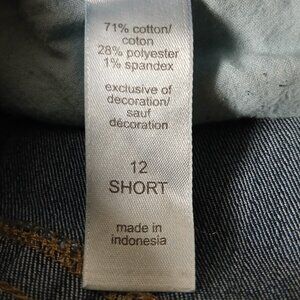 71% cotton/
coton
28% polyester
1% spandex
exclusive of
decoration/
sauf
décoration
12
SHORT
made in
indonesia